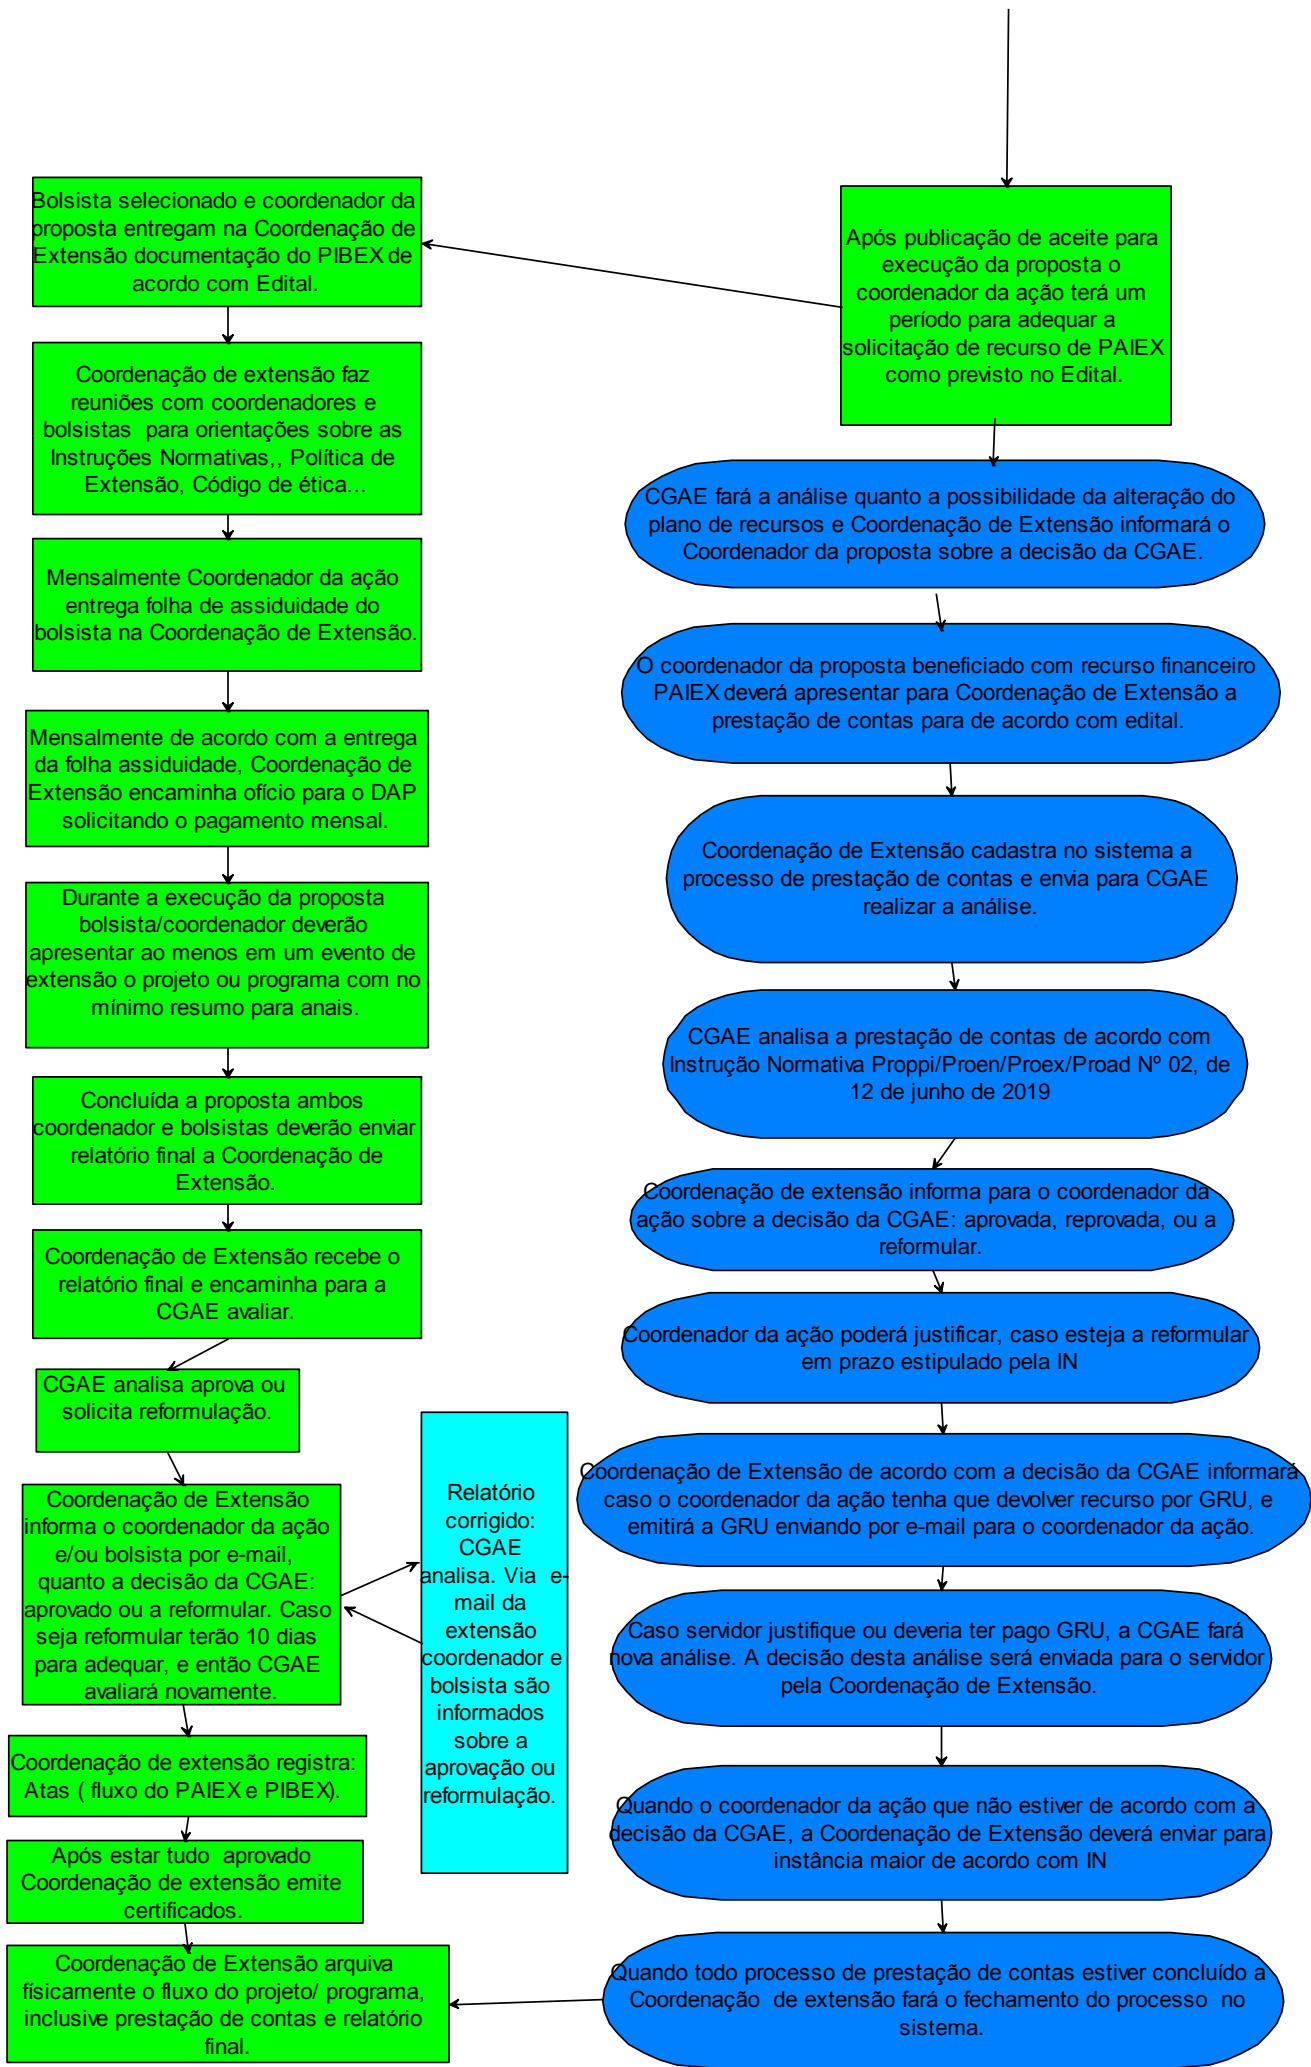 Após publicação de aceite para
execução da proposta o
coordenador da ação terá um
período para adequar a
solicitação de recurso de PAIEX
como previsto no Edital.
Bolsista selecionado e coordenador da
proposta entregam na Coordenação de
Extensão documentação do PIBEX de
acordo com Edital.
Coordenação de extensão faz
reuniões com coordenadores e
bolsistas  para orientações sobre as
Instruções Normativas,, Política de
Extensão, Código de ética...
Mensalmente Coordenador da ação
entrega folha de assiduidade do
bolsista na Coordenação de Extensão.
Mensalmente de acordo com a entrega
da folha assiduidade, Coordenação de
Extensão encaminha ofício para o DAP
solicitando o pagamento mensal.
Durante a execução da proposta
bolsista/coordenador deverão
apresentar ao menos em um evento de
extensão o projeto ou programa com no
mínimo resumo para anais.
Concluída a proposta ambos
coordenador e bolsistas deverão enviar
relatório final a Coordenação de
Extensão.
Coordenação de Extensão recebe o
relatório final e encaminha para a
CGAE avaliar.
CGAE analisa aprova ou
solicita reformulação.
Coordenação de Extensão
informa o coordenador da ação
e/ou bolsista por e-mail,
quanto a decisão da CGAE:
aprovado ou a reformular. Caso
seja reformular terão 10 dias
para adequar, e então CGAE
avaliará novamente.
Relatório
corrigido:
CGAE
analisa. Via  e-
mail da
extensão
coordenador e
bolsista são
informados
sobre a
aprovação ou
reformulação.
Coordenação de extensão registra:
Atas ( fluxo do PAIEX e PIBEX).
Após estar tudo  aprovado
Coordenação de extensão emite
certificados.
Coordenação de Extensão arquiva
físicamente o fluxo do projeto/ programa,
inclusive prestação de contas e relatório
final.
CGAE fará a análise quanto a possibilidade da alteração do
plano de recursos e Coordenação de Extensão informará o
Coordenador da proposta sobre a decisão da CGAE.
O coordenador da proposta beneficiado com recurso financeiro
PAIEX deverá apresentar para Coordenação de Extensão a
prestação de contas para de acordo com edital.
Coordenação de Extensão cadastra no sistema a
processo de prestação de contas e envia para CGAE
realizar a análise.
CGAE analisa a prestação de contas de acordo com
Instrução Normativa Proppi/Proen/Proex/Proad Nº 02, de
12 de junho de 2019
Coordenação de extensão informa para o coordenador da
ação sobre a decisão da CGAE: aprovada, reprovada, ou a
reformular.
Coordenador da ação poderá justificar, caso esteja a reformular
em prazo estipulado pela IN
Coordenação de Extensão de acordo com a decisão da CGAE informará
caso o coordenador da ação tenha que devolver recurso por GRU, e
emitirá a GRU enviando por e-mail para o coordenador da ação.
Caso servidor justifique ou deveria ter pago GRU, a CGAE fará
nova análise. A decisão desta análise será enviada para o servidor
pela Coordenação de Extensão.
Quando o coordenador da ação que não estiver de acordo com a
decisão da CGAE, a Coordenação de Extensão deverá enviar para
instância maior de acordo com IN
Quando todo processo de prestação de contas estiver concluído a
Coordenação  de extensão fará o fechamento do processo  no
sistema.